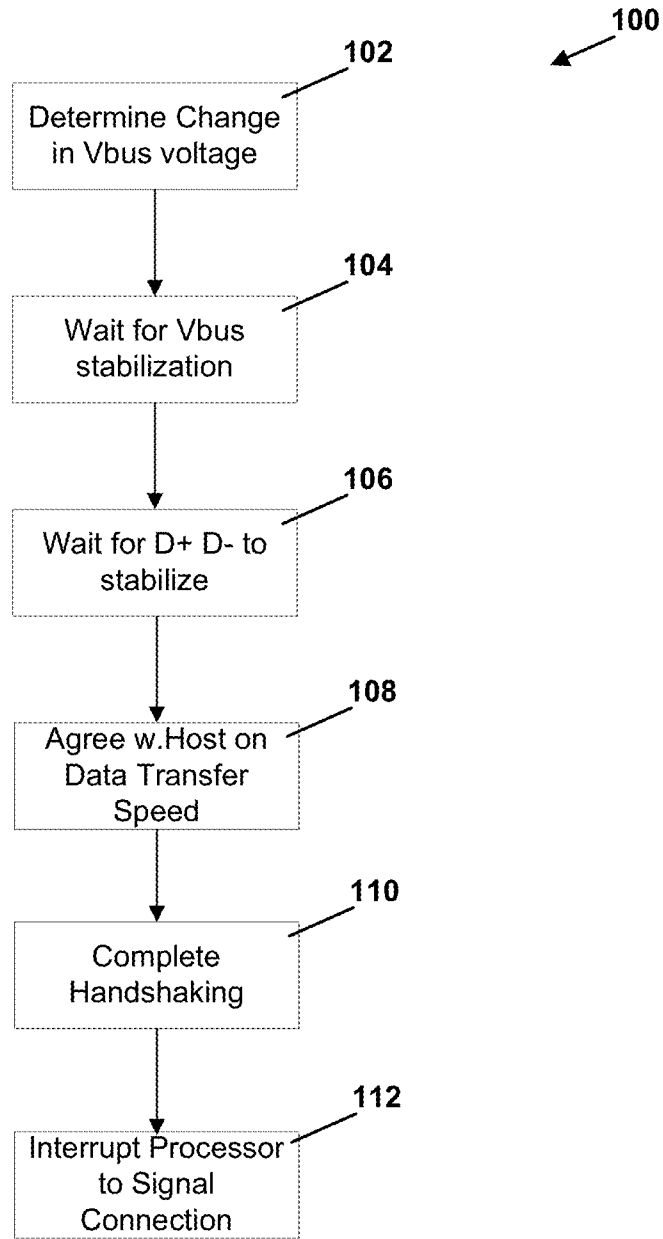 100
102
Determine Change
in Vbus voltage
104
Wait for Vbus
stabilization
106
Wait for D+ D- to
stabilize
108
Agree w.Host on
Data Transfer
Speed
110
Complete
Handshaking
112
Interrupt Processor
to Signal
Connection